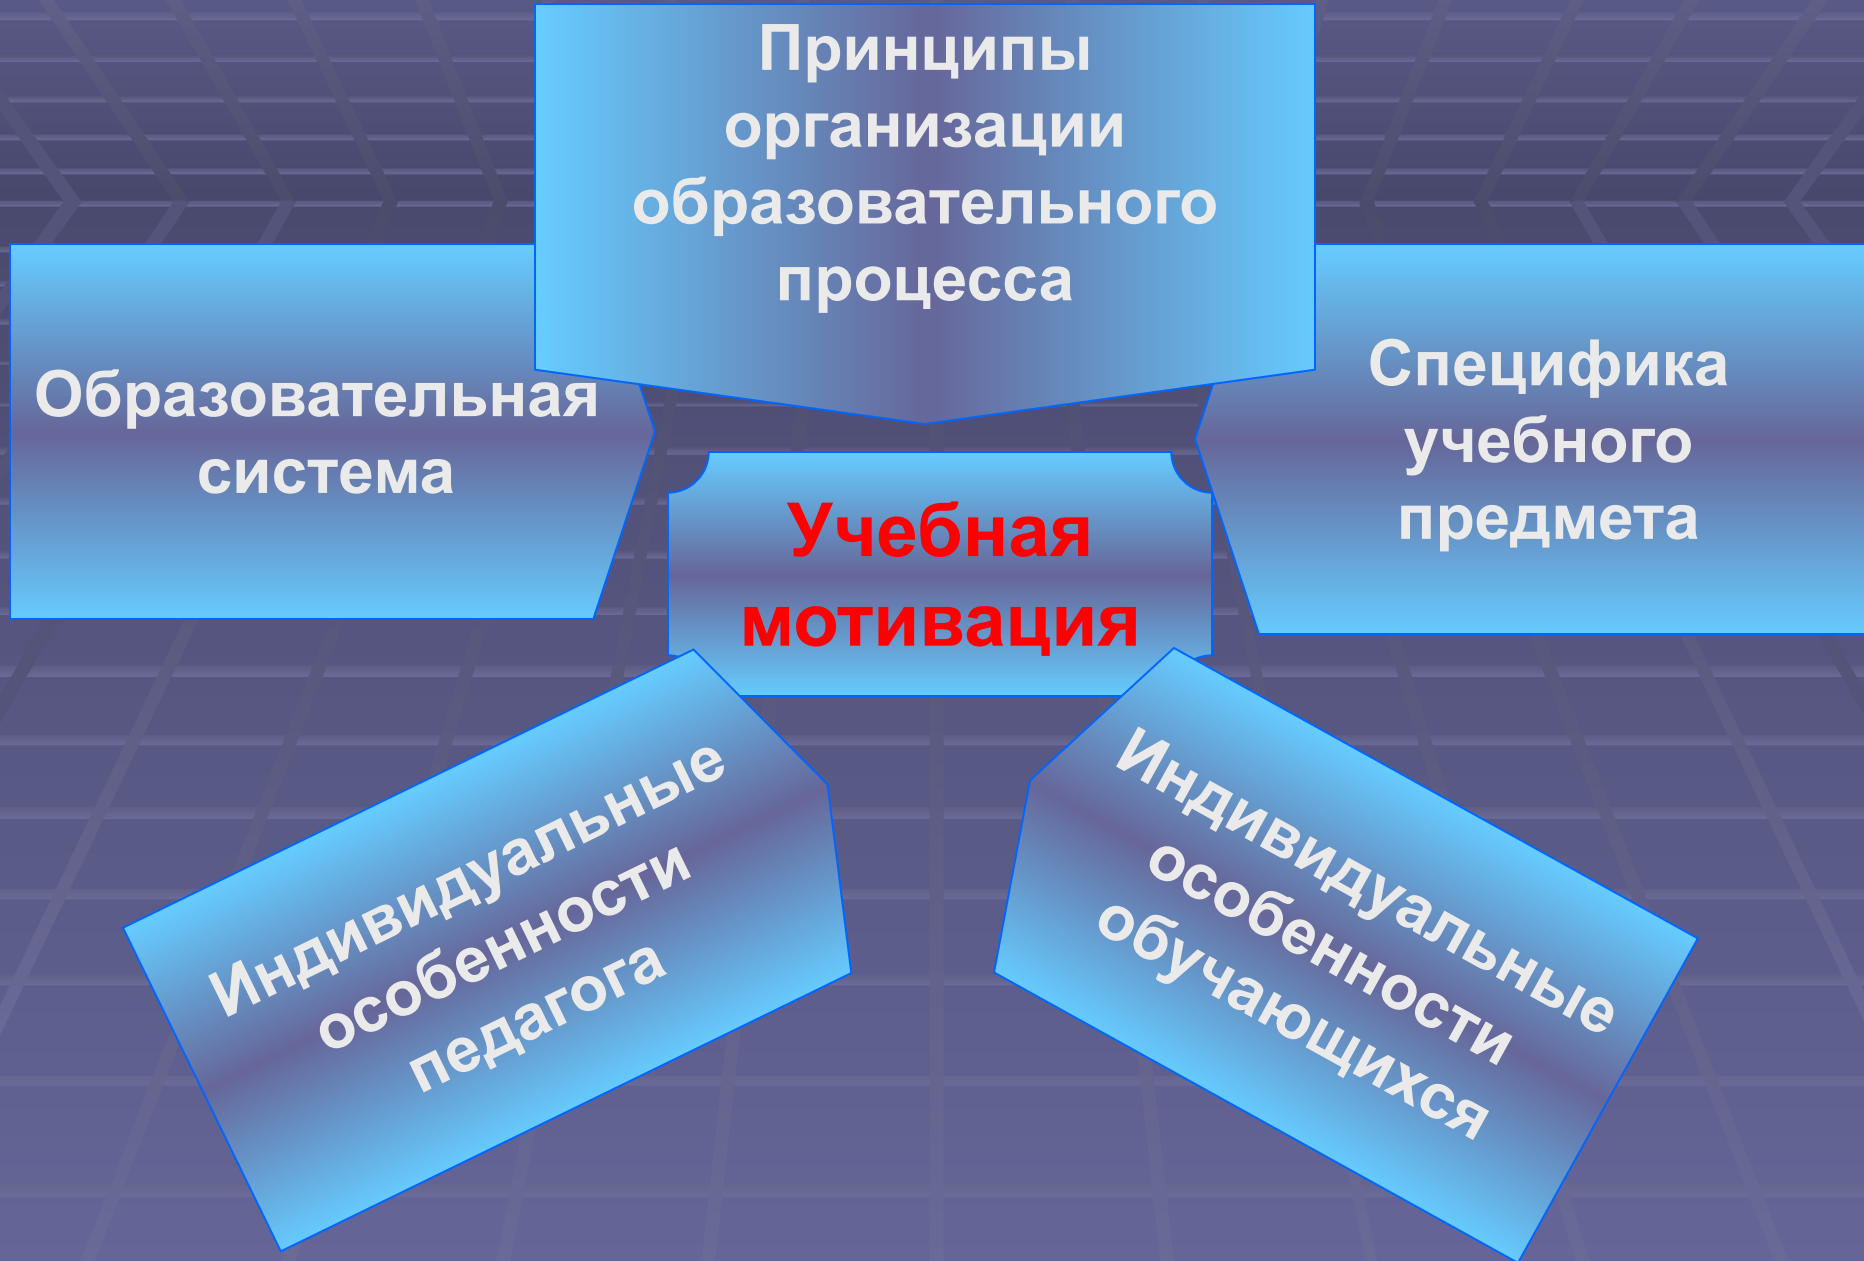 Принципы
организации
образовательного
процесса
Образовательная
система
Специфика
учебного
предмета
Учебная
мотивация
Индивидуальные
особенности
педагога
Индивидуальные
особенности
обучающихся